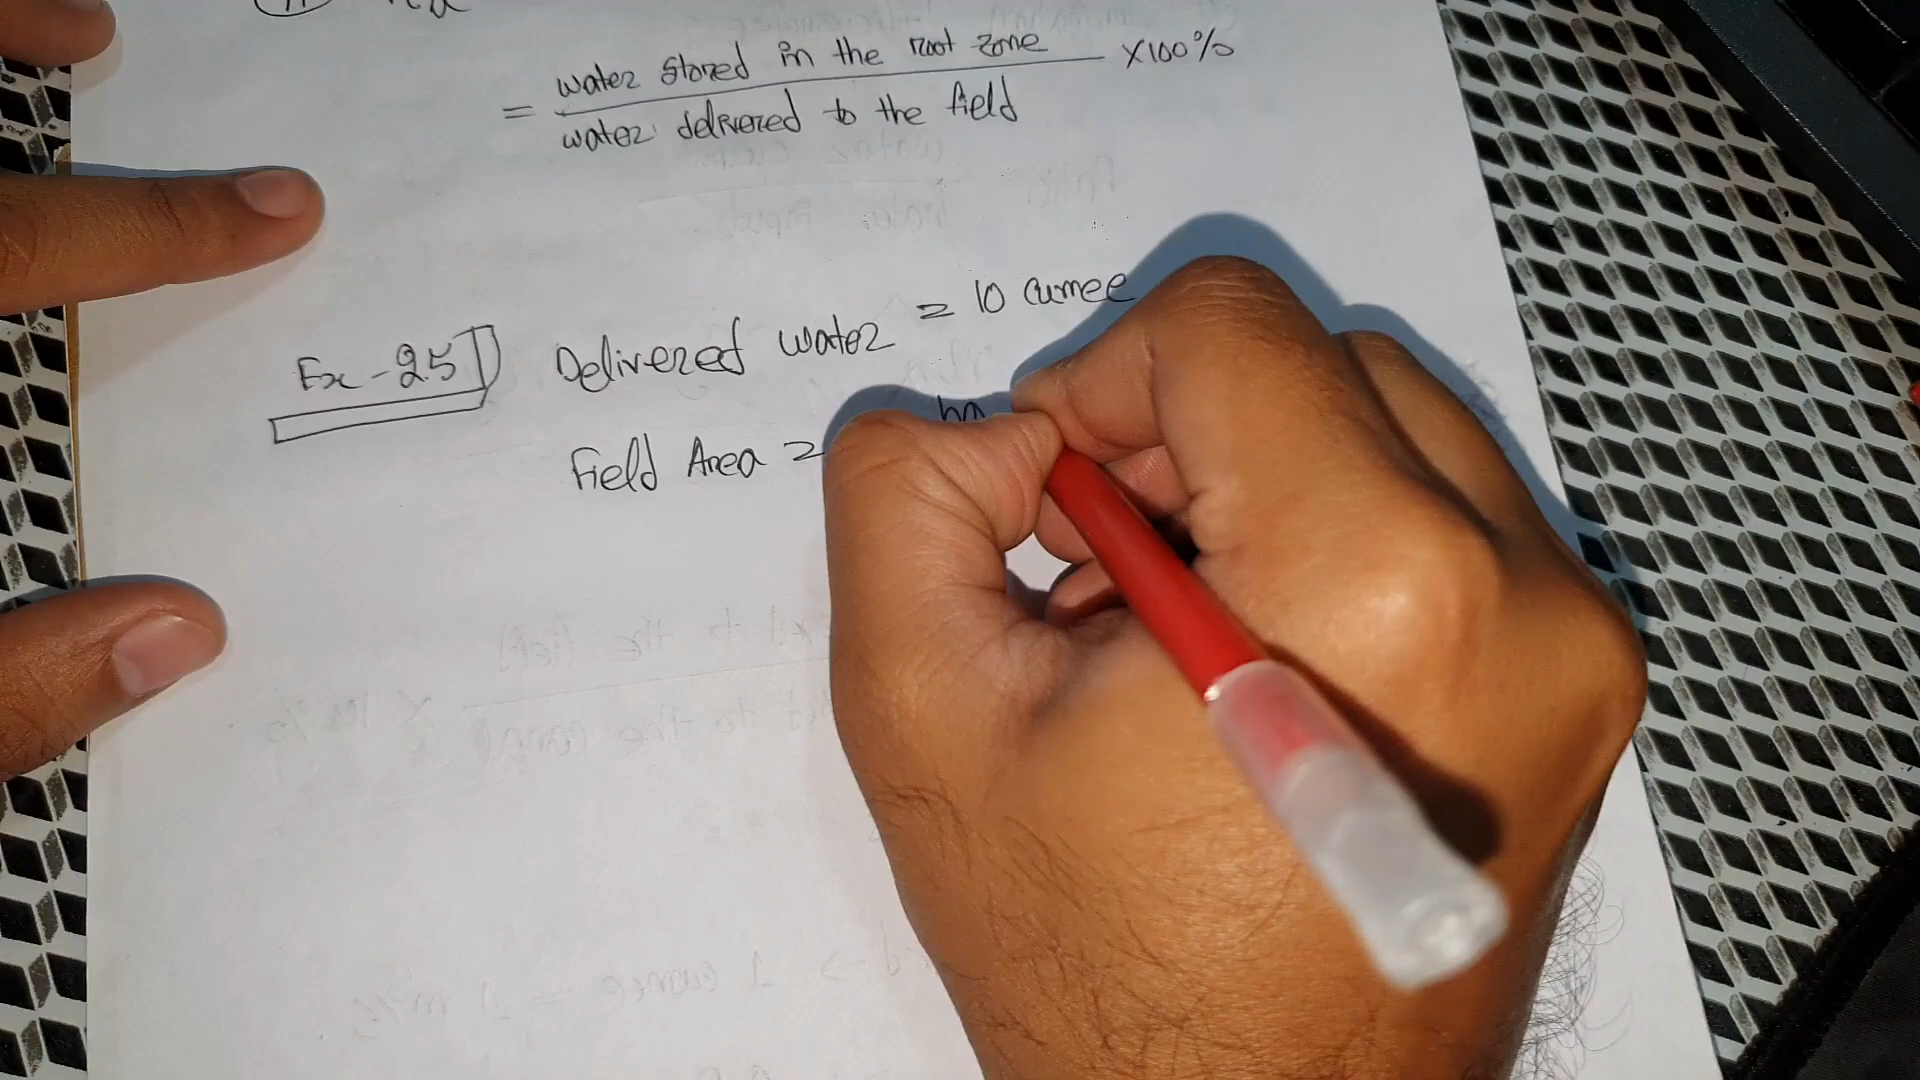 water stored in the root zone
= ×100%
water delivered to the field
Ex-25 Delivered water = 10 cumec
Field Area = ha